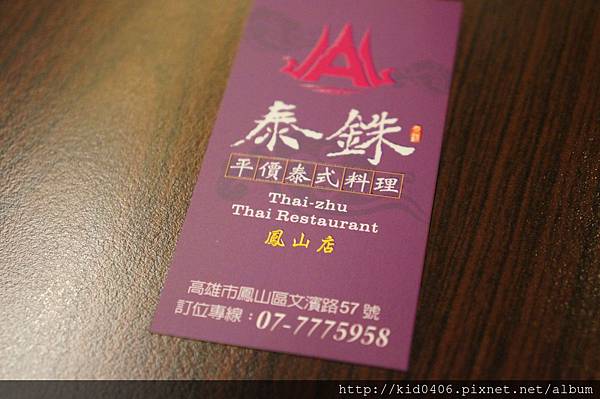 泰銖
平價泰式料理
Thai-zhu
Thai Restaurant
鳳山店
高雄市鳳山區文濱路57號
訂位專線：07-7775958
http://kid0406.pixnet.net/album